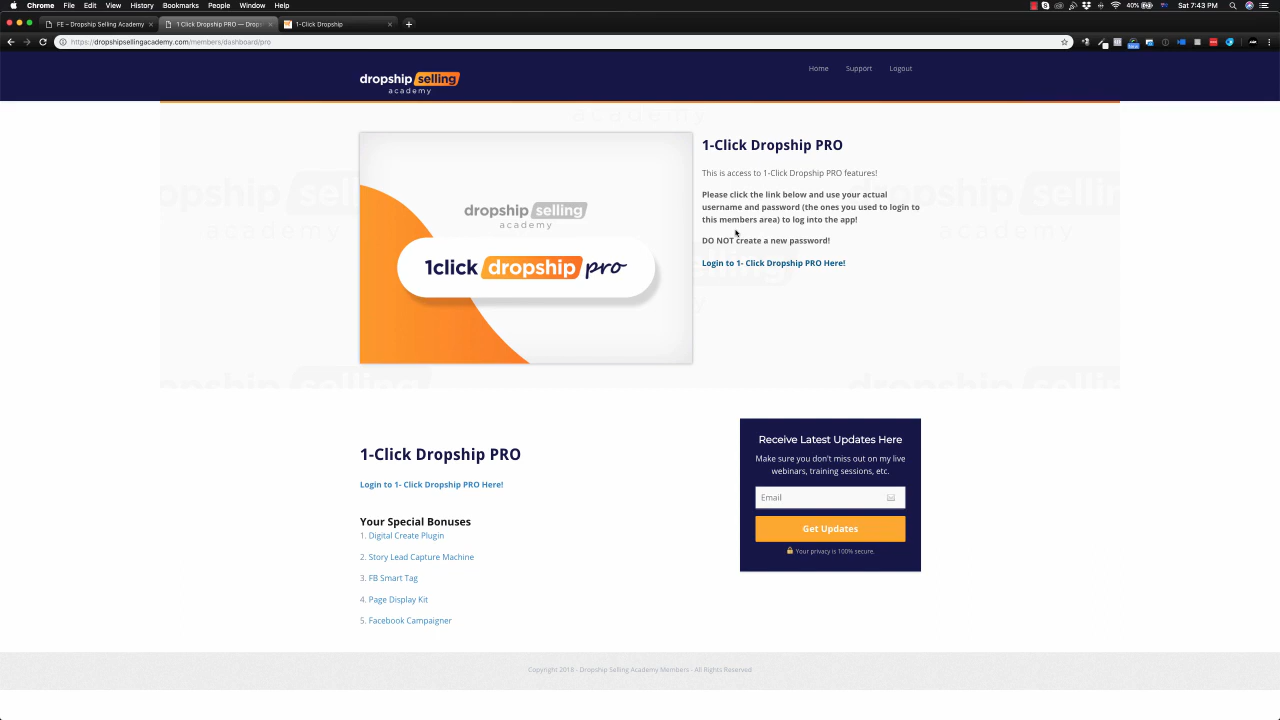 Chrome File Edit View History Bookmarks People Window Help
40% Sat 7:43 PM
FE – Dropship Selling Academy
1 Click Dropship PRO — Drops
1-Click Dropship
https://dropshipsellingacademy.com/members/dashboard/pro
dropship selling
academy
Home Support Logout
1-Click Dropship PRO
This is access to 1-Click Dropship PRO features!
Please click the link below and use your actual
username and password (the ones you used to login to
this members area) to log into the app!
DO NOT create a new password!
Login to 1- Click Dropship PRO Here!
dropship selling
academy
1click dropship pro
1-Click Dropship PRO
Login to 1- Click Dropship PRO Here!
Your Special Bonuses
1. Digital Create Plugin
2. Story Lead Capture Machine
3. FB Smart Tag
4. Page Display Kit
5. Facebook Campaigner
Receive Latest Updates Here
Make sure you don't miss out on my live
webinars, training sessions, etc.
Email
Get Updates
Your privacy is 100% secure.
Copyright 2018 - Dropship Selling Academy Members - All Rights Reserved